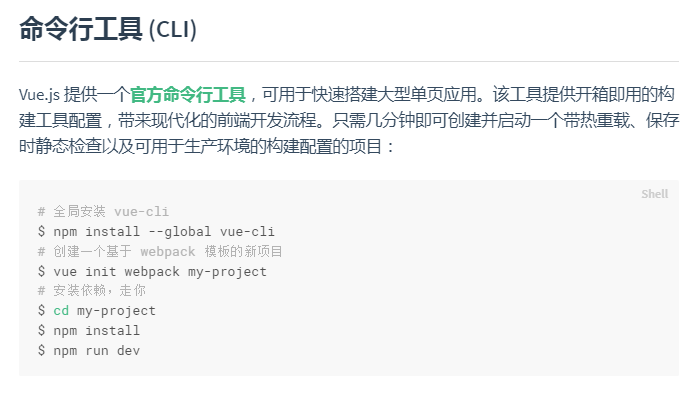 命令行工具 (CLI)
Vue.js 提供一个官方命令行工具，可用于快速搭建大型单页应用。该工具提供开箱即用的构
建工具配置，带来现代化的前端开发流程。只需几分钟即可创建并启动一个带热重载、保存
时静态检查以及可用于生产环境的构建配置的项目：
Shell
# 全局安装 vue-cli
$ npm install --global vue-cli
# 创建一个基于 webpack 模板的新项目
$ vue init webpack my-project
# 安装依赖，走你
$ cd my-project
$ npm install
$ npm run dev